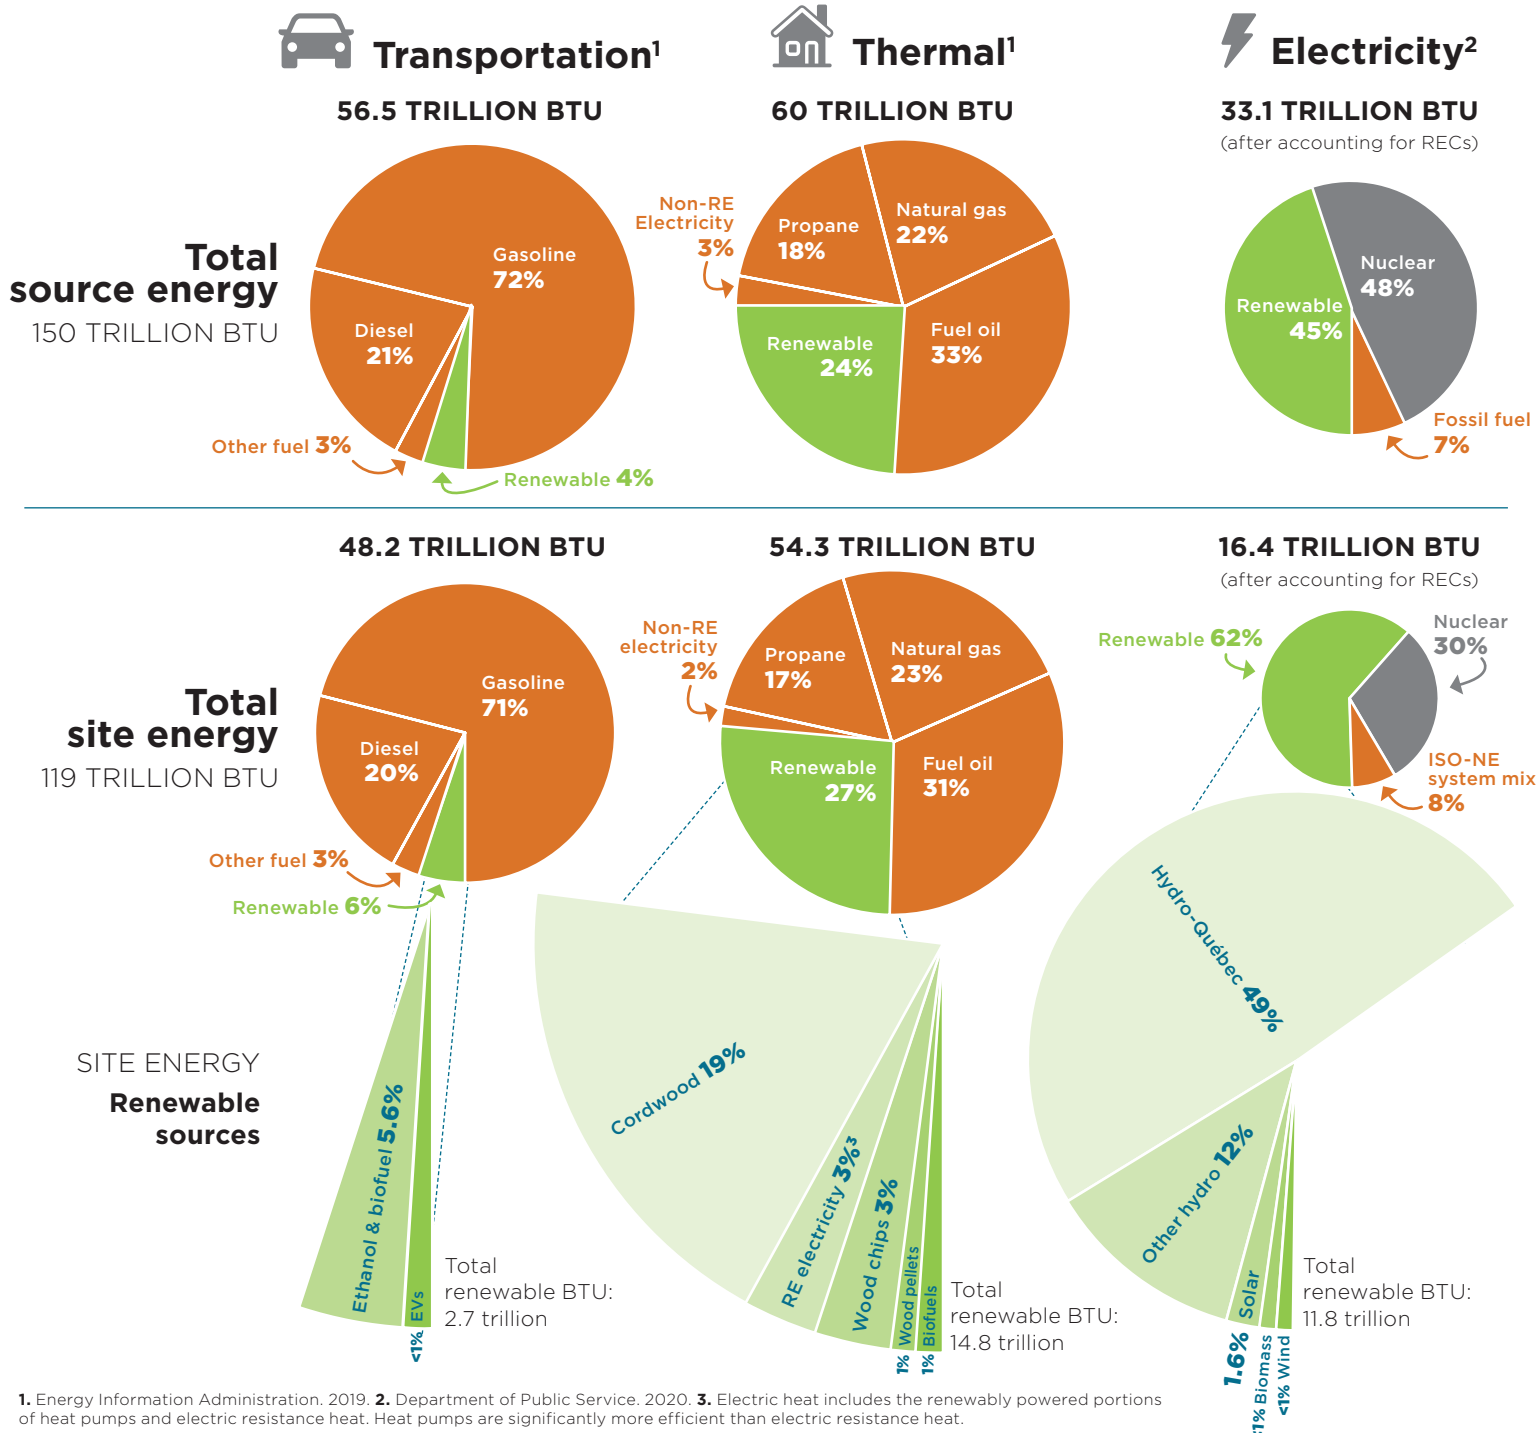 Transportation¹
56.5 TRILLION BTU
Thermal¹
60 TRILLION BTU
Electricity²
33.1 TRILLION BTU
(after accounting for RECs)
Total
source energy
150 TRILLION BTU
Gasoline
72%
Diesel
21%
Other fuel 3%
Renewable 4%
Non-RE
Electricity
3%
Propane
18%
Natural gas
22%
Renewable
24%
Fuel oil
33%
Nuclear
48%
Renewable
45%
Fossil fuel
7%
48.2 TRILLION BTU
54.3 TRILLION BTU
16.4 TRILLION BTU
(after accounting for RECs)
Total
site energy
119 TRILLION BTU
Gasoline
71%
Diesel
20%
Other fuel 3%
Renewable 6%
Non-RE
electricity
2%
Propane
17%
Natural gas
23%
Renewable
27%
Fuel oil
31%
Renewable 62%
Nuclear
30%
ISO-NE
system mix
8%
SITE ENERGY
Renewable
sources
Ethanol & biofuel 5.6%
<1% EVs
Total
renewable BTU:
2.7 trillion
Cordwood 19%
RE electricity 3%³
Wood chips 3%
1% Wood pellets
1% Biofuels
Total
renewable BTU:
14.8 trillion
Hydro-Québec 49%
Other hydro 12%
1.6% Solar
<1% Biomass
<1% Wind
Total
renewable BTU:
11.8 trillion
1. Energy Information Administration. 2019. 2. Department of Public Service. 2020. 3. Electric heat includes the renewably powered portions
of heat pumps and electric resistance heat. Heat pumps are significantly more efficient than electric resistance heat.